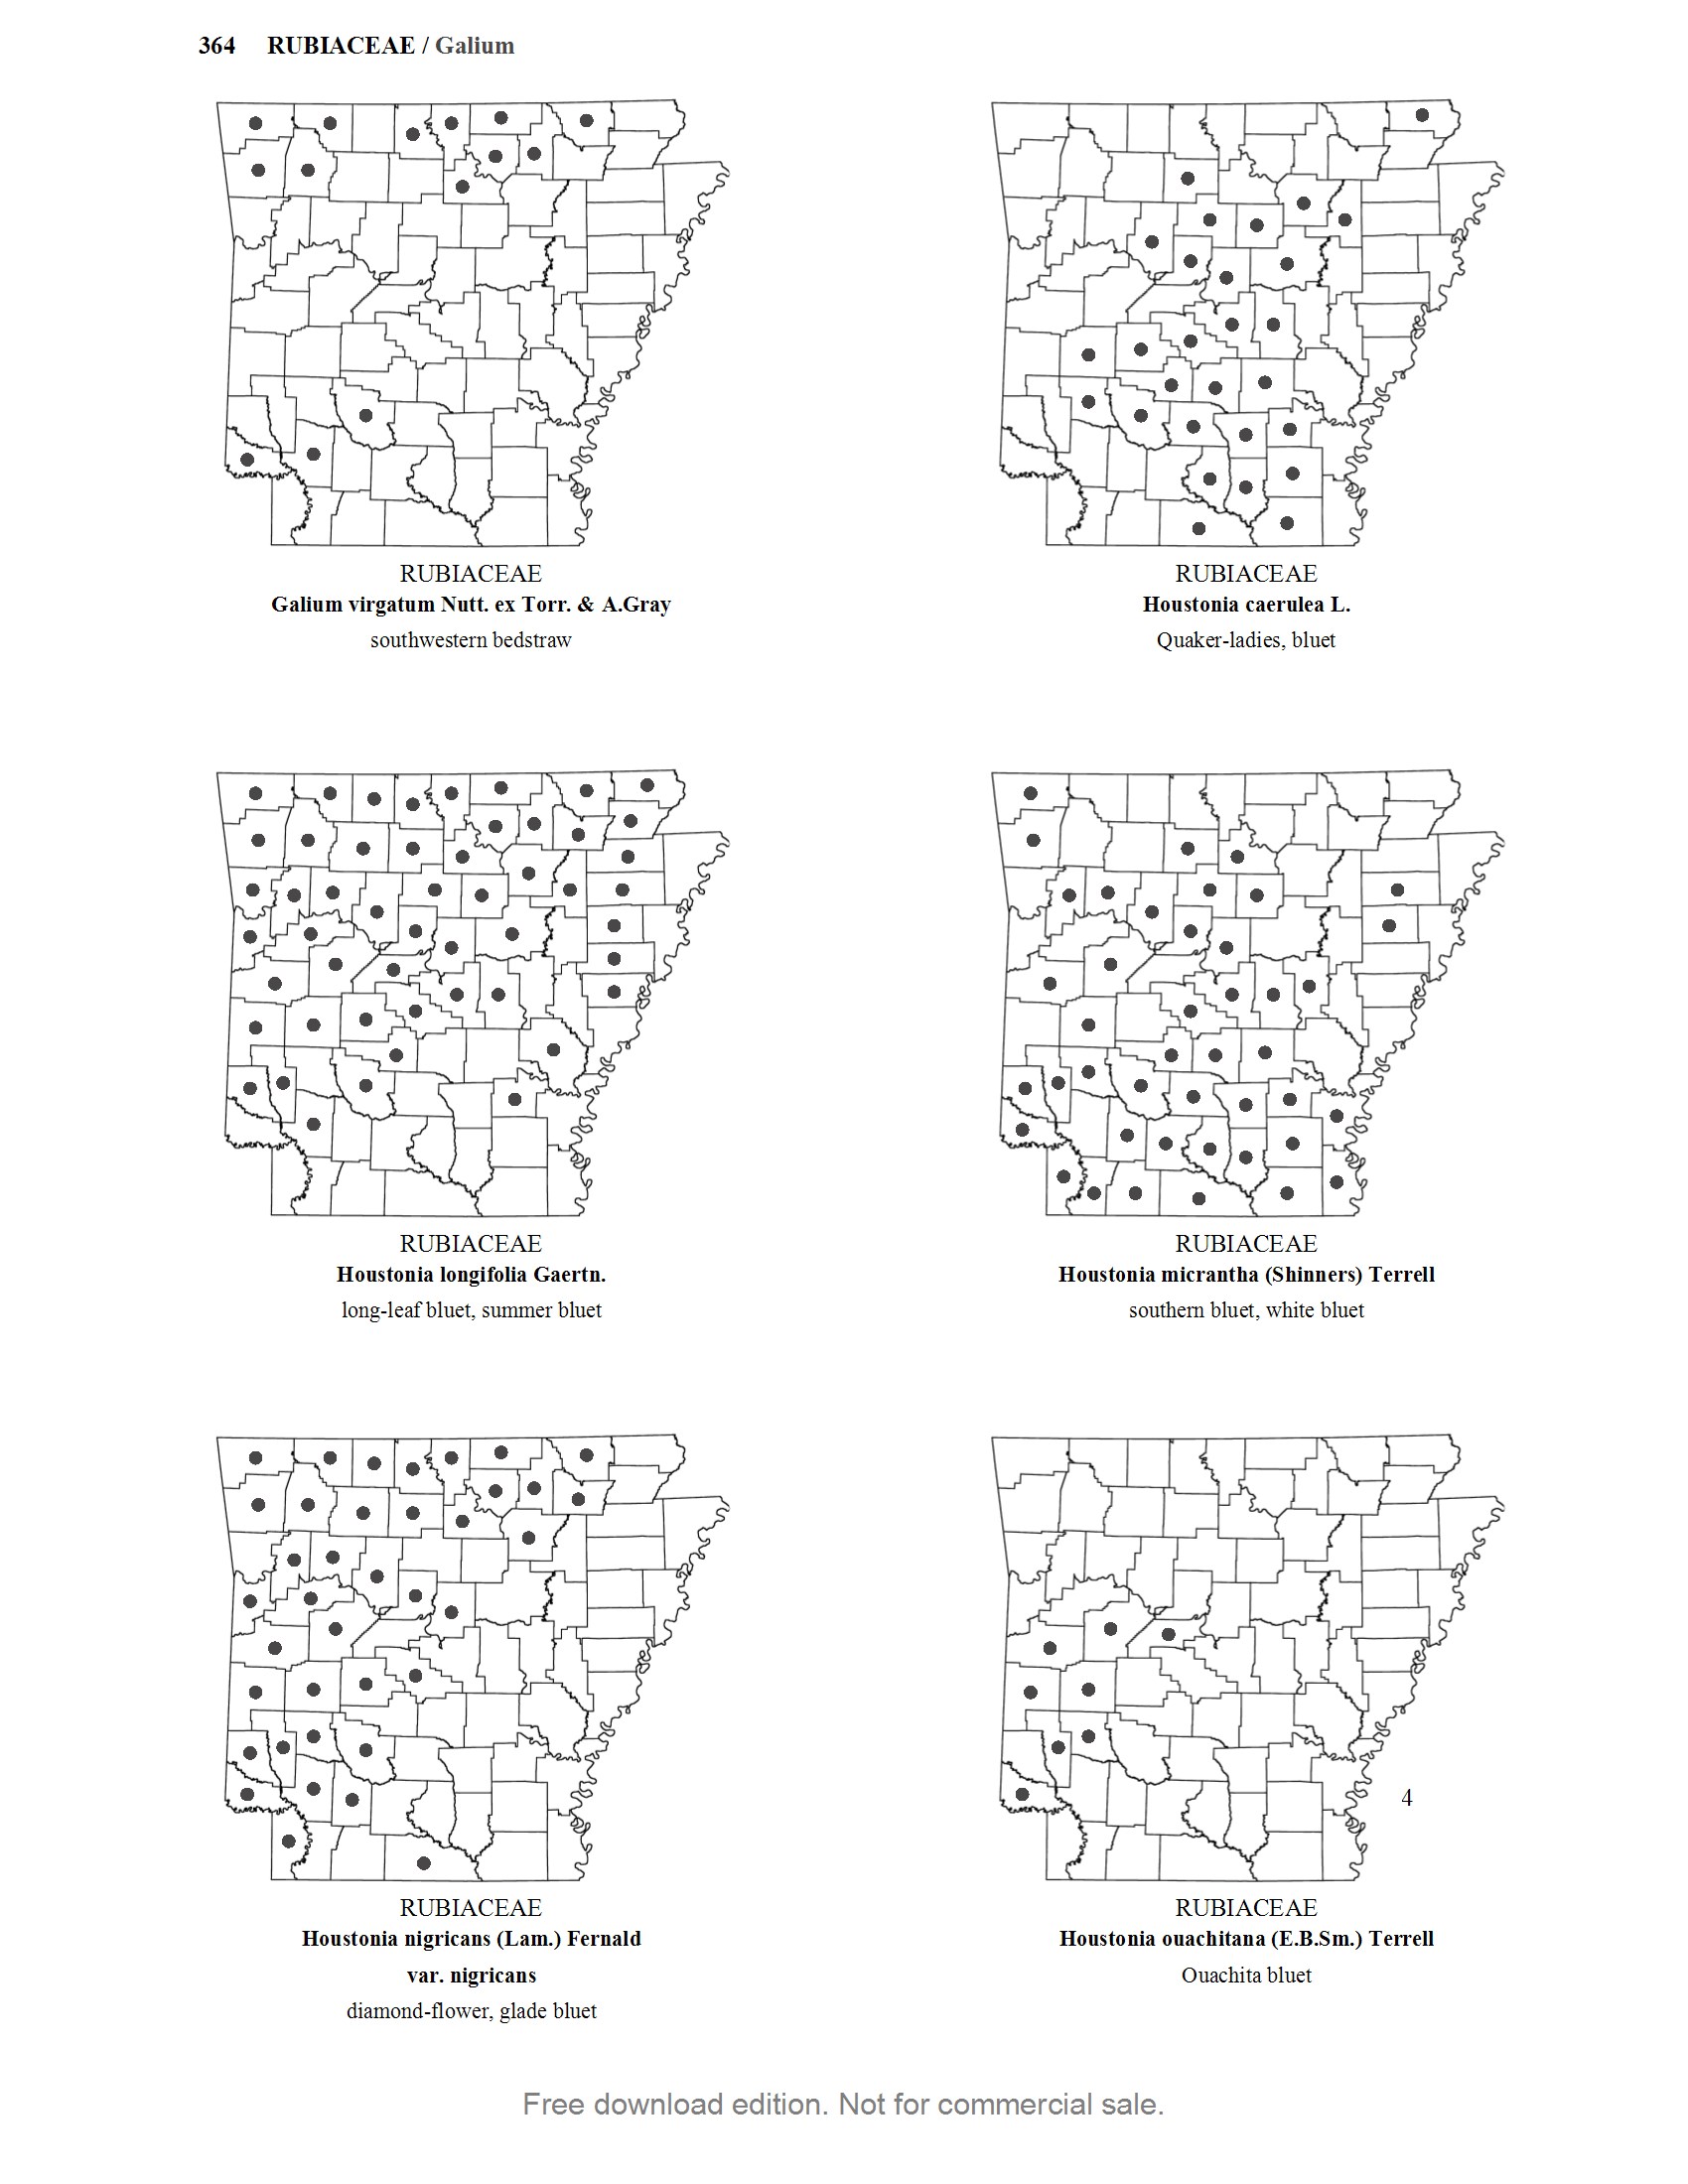 364 RUBIACEAE / Galium
RUBIACEAE
Galium virgatum Nutt. ex Torr. & A.Gray
southwestern bedstraw
RUBIACEAE
Houstonia caerulea L.
Quaker-ladies, bluet
RUBIACEAE
Houstonia longifolia Gaertn.
long-leaf bluet, summer bluet
RUBIACEAE
Houstonia micrantha (Shinners) Terrell
southern bluet, white bluet
RUBIACEAE
Houstonia nigricans (Lam.) Fernald
var. nigricans
diamond-flower, glade bluet
4
RUBIACEAE
Houstonia ouachitana (E.B.Sm.) Terrell
Ouachita bluet
Free download edition. Not for commercial sale.